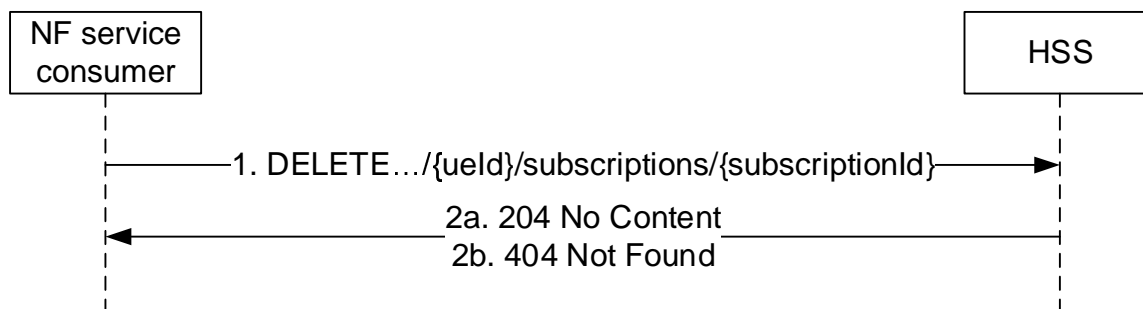 NF service
consumer
HSS
1. DELETE…/{ueId}/subscriptions/{subscriptionId}
2a. 204 No Content
2b. 404 Not Found